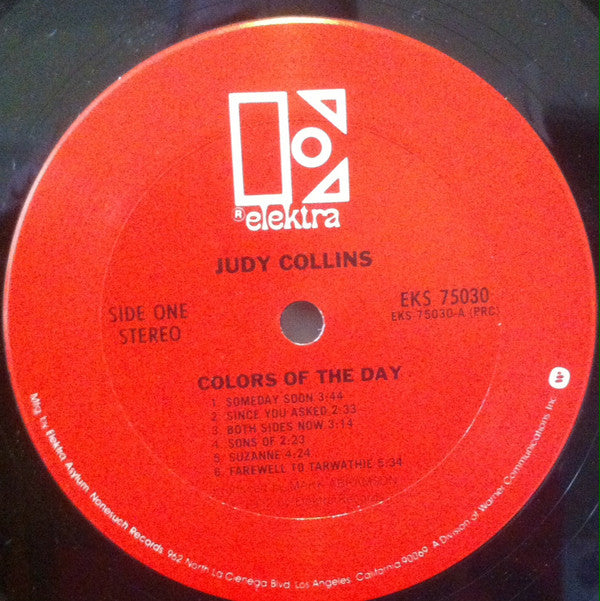 ® elektra
JUDY COLLINS
SIDE ONE
STEREO
EKS 75030
EKS 75030-A (PRC)
COLORS OF THE DAY
1. SOMEDAY SOON 3:44
2. SINCE YOU ASKED 2:33
3. BOTH SIDES NOW 3:14
4. SONS OF 2:23
5. SUZANNE 4:24
6. FAREWELL TO TARWATHIE 5:34
MARK ABRAMSON
Mfg. by Elektra Asylum Nonesuch Records, 962 North La Cienega Blvd. Los Angeles, California 90069. A Division of Warner Communications, Inc.